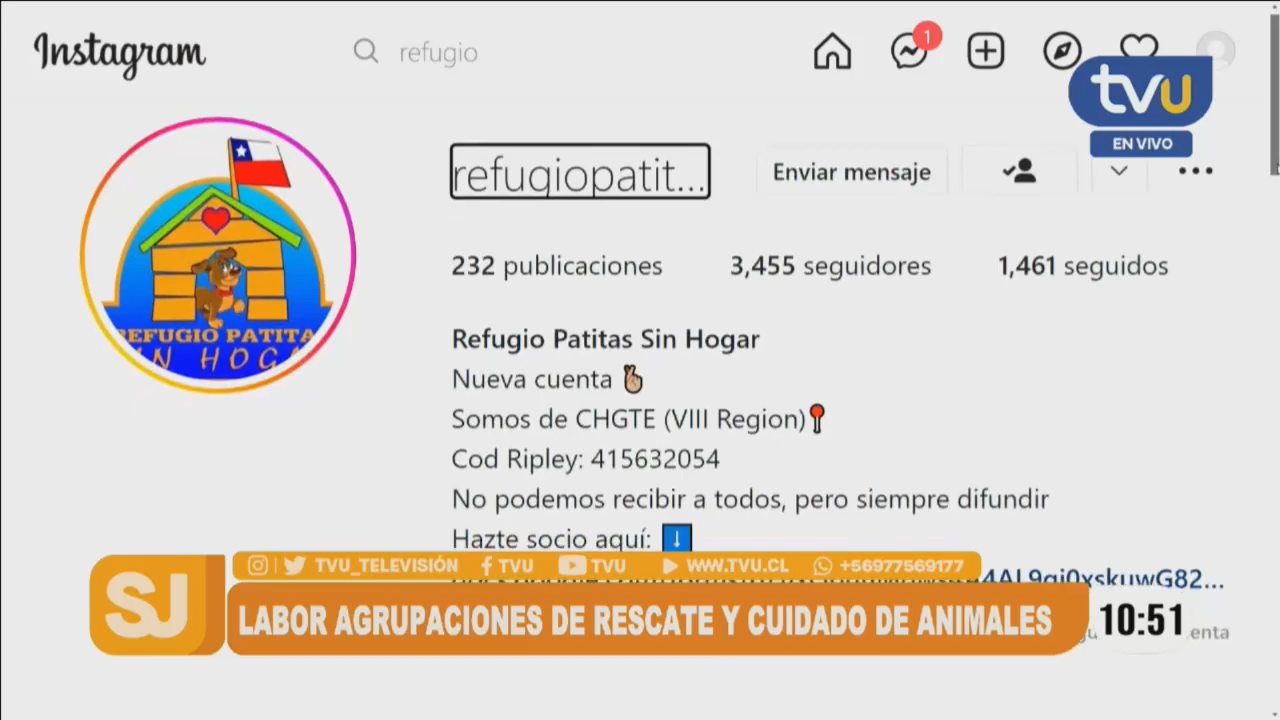 Instagram
refugio
1
tvu
EN VIVO
refugiopatit...
Enviar mensaje
232 publicaciones
3,455 seguidores
1,461 seguidos
REFUGIO PATITA
Refugio Patitas Sin Hogar
Nueva cuenta
Somos de CHGTE (VIII Region)
Cod Ripley: 415632054
No podemos recibir a todos, pero siempre difundir
Hazte socio aquí:
TVU_TELEVISIÓN
TVU
TVU
WWW.TVU.CL
+56977569177
SJ
LABOR AGRUPACIONES DE RESCATE Y CUIDADO DE ANIMALES
10:51